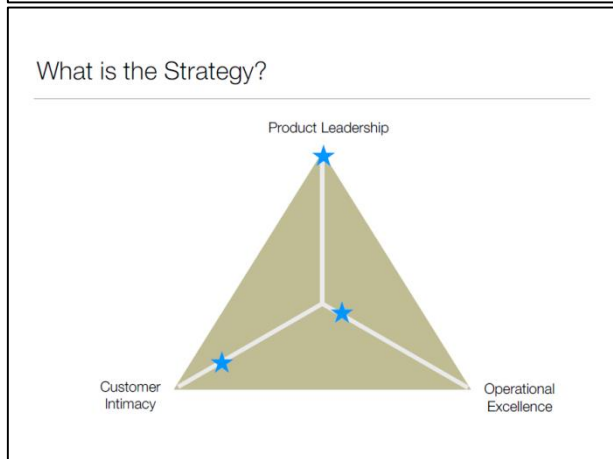 What is the Strategy?
Product Leadership
Customer
Intimacy
Operational
Excellence